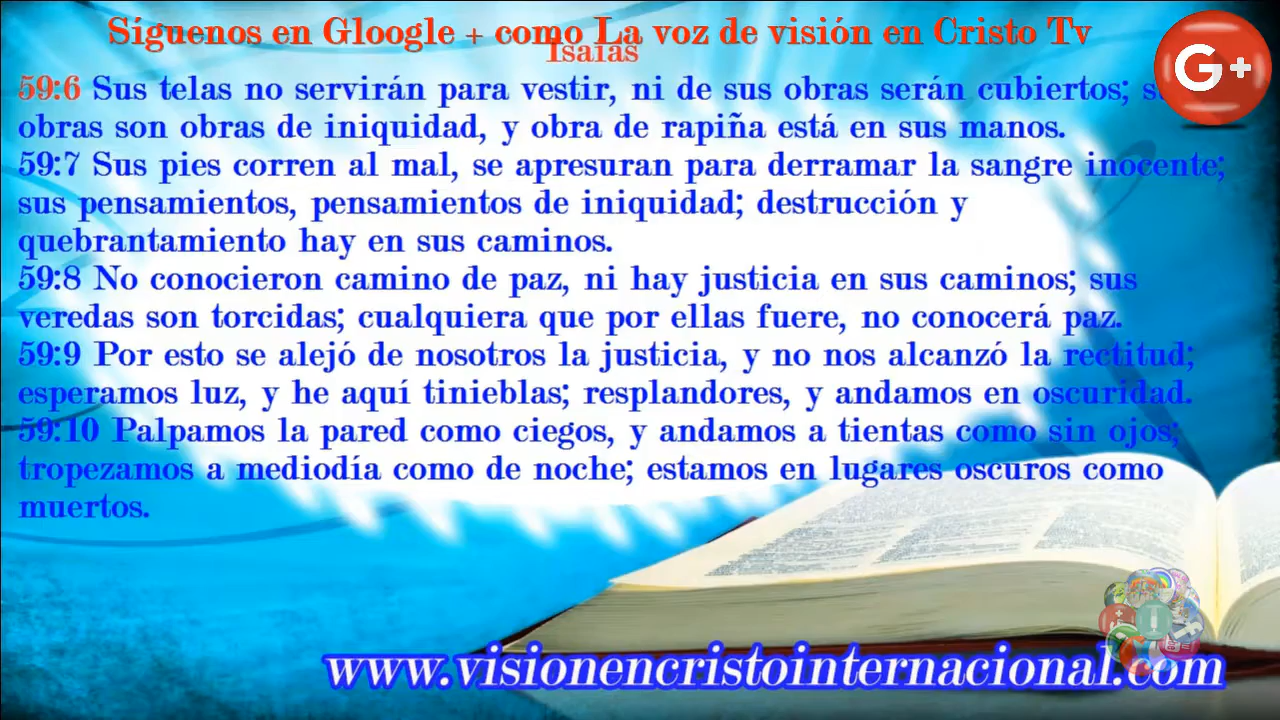 Síguenos en Gloogle + como La voz de visión en Cristo Tv
Isaías
G+
59:6 Sus telas no servirán para vestir, ni de sus obras serán cubiertos;
obras son obras de iniquidad, y obra de rapiña está en sus manos.
59:7 Sus pies corren al mal, se apresuran para derramar la sangre inocente;
sus pensamientos, pensamientos de iniquidad; destrucción y
quebrantamiento hay en sus caminos.
59:8 No conocieron camino de paz, ni hay justicia en sus caminos; sus
veredas son torcidas; cualquiera que por ellas fuere, no conocerá paz.
59:9 Por esto se alejó de nosotros la justicia, y no nos alcanzó la rectitud;
esperamos luz, y he aquí tinieblas; resplandores, y andamos en oscuridad.
59:10 Palpamos la pared como ciegos, y andamos a tientas como sin ojos;
tropezamos a mediodía como de noche; estamos en lugares oscuros como
muertos.
www.visionencristointernacional.com